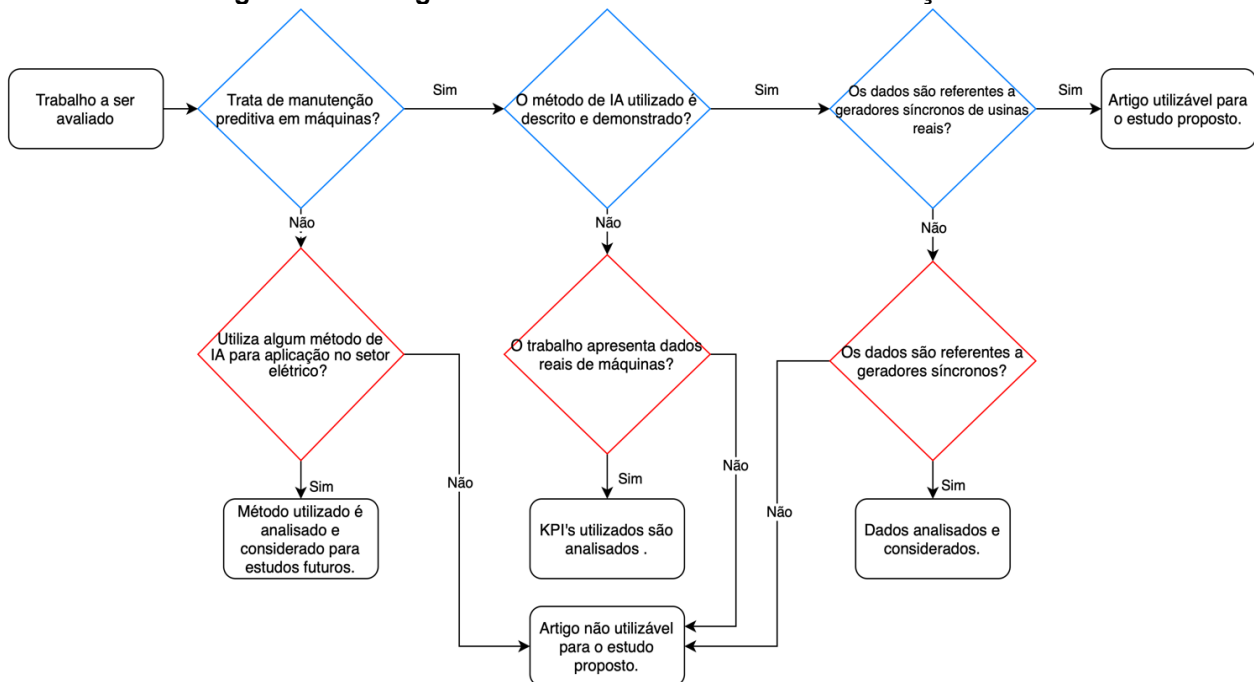 Trabalho a ser
avaliado
Trata de manutenção
preditiva em máquinas?
Sim
O método de IA utilizado é
descrito e demonstrado?
Sim
Os dados são referentes a
geradores síncronos de usinas
reais?
Sim
Artigo utilizável para
o estudo proposto.
Não
Não
Não
Utiliza algum método de
IA para aplicação no setor
elétrico?
O trabalho apresenta dados
reais de máquinas?
Os dados são referentes a
geradores síncronos?
Sim
Não
Sim
Não
Não
Sim
Método utilizado é
analisado e
considerado para
estudos futuros.
KPI's utilizados são
analisados .
Dados analisados e
considerados.
Artigo não utilizável
para o estudo
proposto.